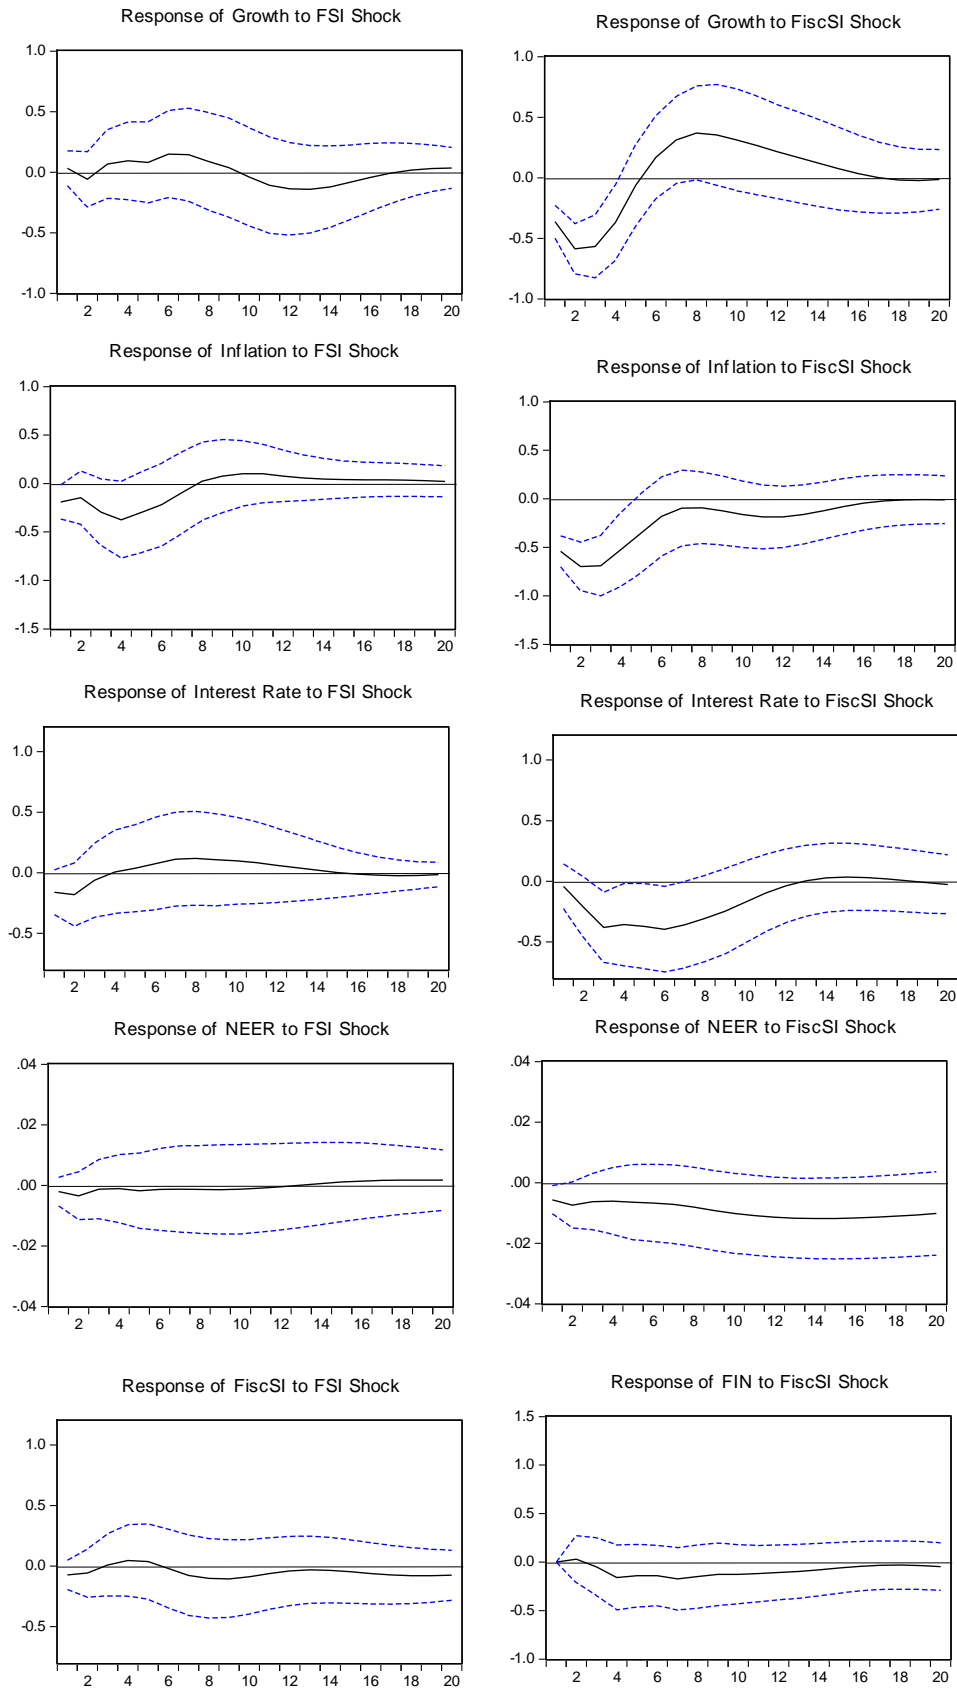 Response of Growth to FSI Shock
1.0
0.5
0.0
-0.5
-1.0
2 4 6 8 10 12 14 16 18 20
Response of Growth to FiscSI Shock
1.0
0.5
0.0
-0.5
-1.0
2 4 6 8 10 12 14 16 18 20
Response of Inflation to FSI Shock
1.0
0.5
0.0
-0.5
-1.0
-1.5
2 4 6 8 10 12 14 16 18 20
Response of Inflation to FiscSI Shock
1.0
0.5
0.0
-0.5
-1.0
-1.5
2 4 6 8 10 12 14 16 18 20
Response of Interest Rate to FSI Shock
1.0
0.5
0.0
-0.5
2 4 6 8 10 12 14 16 18 20
Response of Interest Rate to FiscSI Shock
1.0
0.5
0.0
-0.5
2 4 6 8 10 12 14 16 18 20
Response of NEER to FSI Shock
.04
.02
.00
-.02
-.04
2 4 6 8 10 12 14 16 18 20
Response of NEER to FiscSI Shock
.04
.02
.00
-.02
-.04
2 4 6 8 10 12 14 16 18 20
Response of FiscSI to FSI Shock
1.0
0.5
0.0
-0.5
2 4 6 8 10 12 14 16 18 20
Response of FIN to FiscSI Shock
1.5
1.0
0.5
0.0
-0.5
-1.0
2 4 6 8 10 12 14 16 18 20